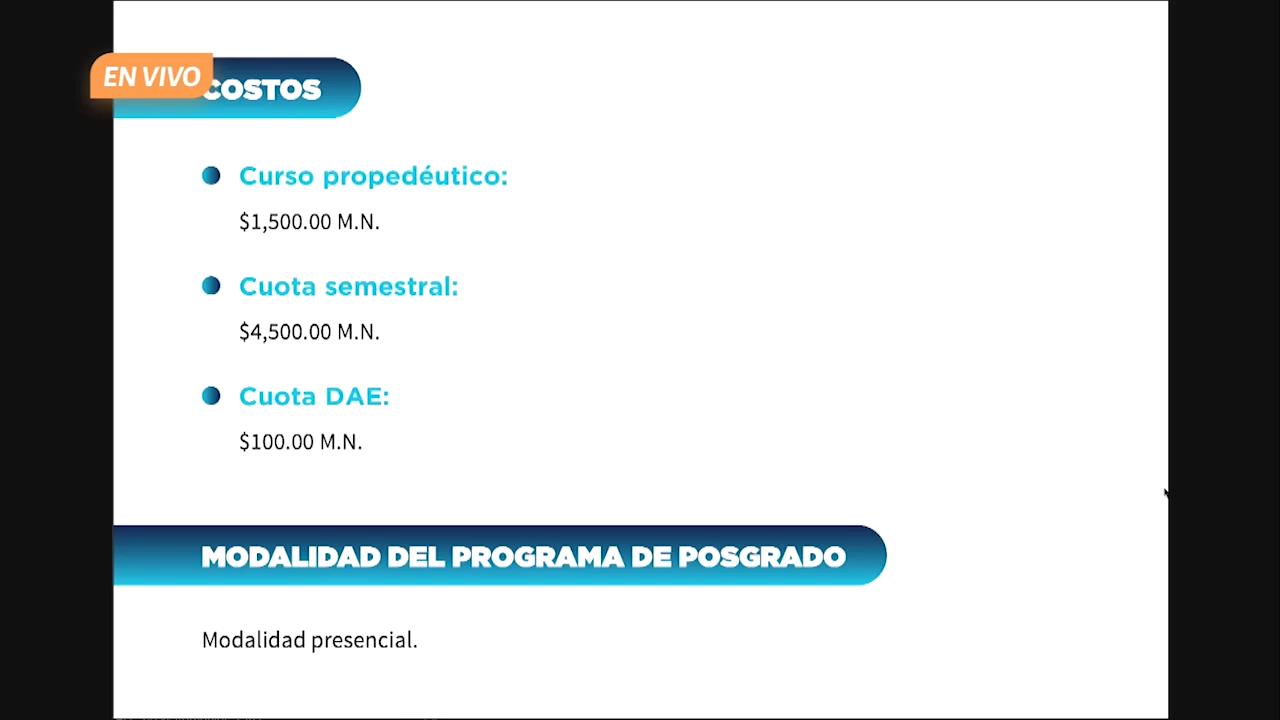 EN VIVO
COSTOS
Curso propedéutico:
$1,500.00 M.N.
Cuota semestral:
$4,500.00 M.N.
Cuota DAE:
$100.00 M.N.
MODALIDAD DEL PROGRAMA DE POSGRADO
Modalidad presencial.